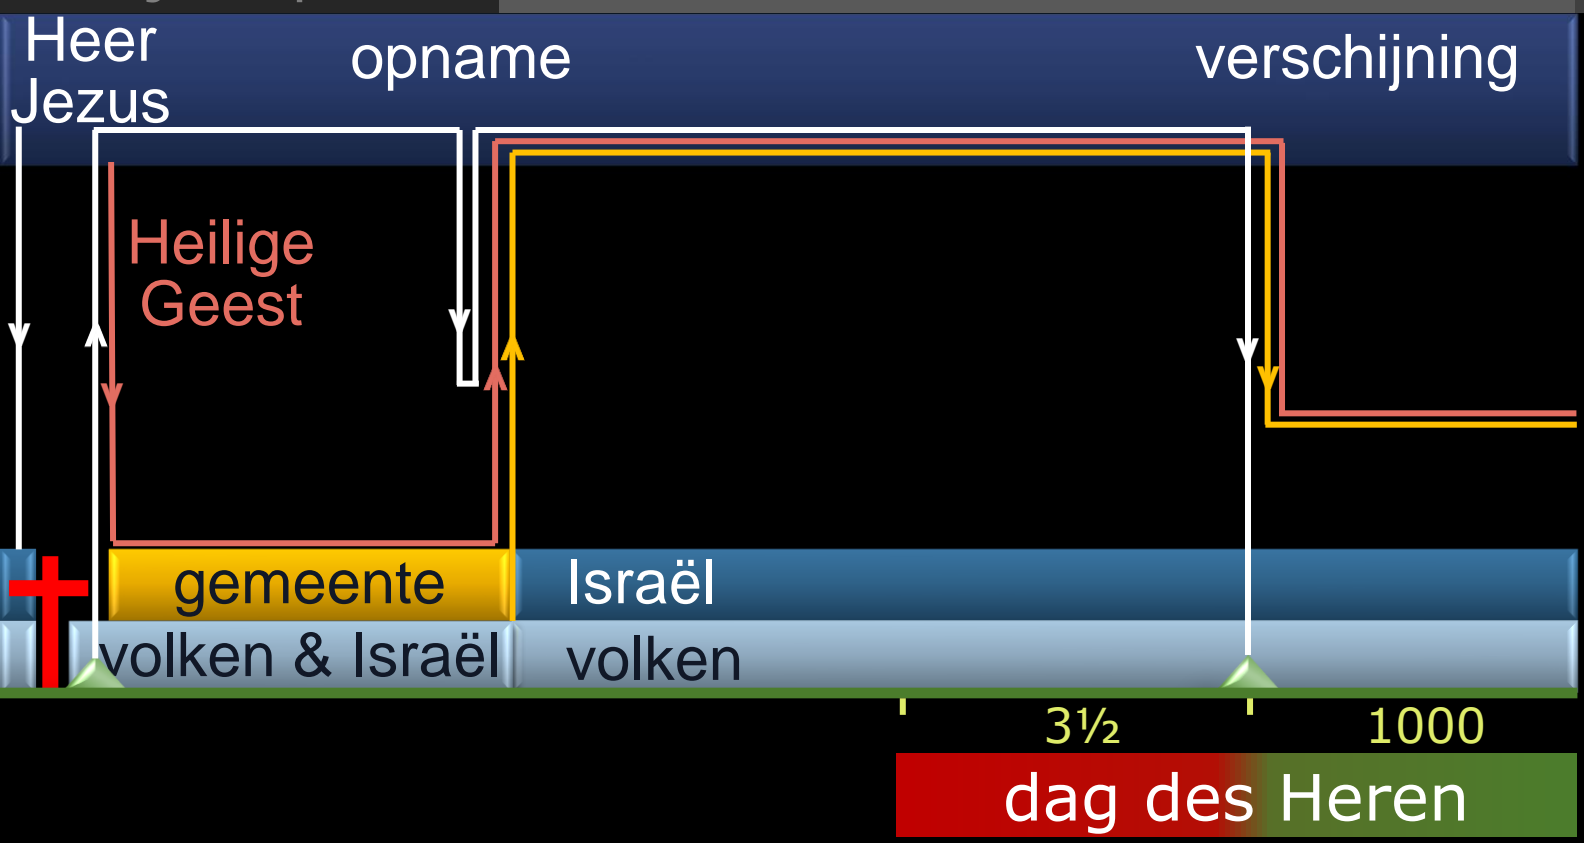 Heer
Jezus
opname
verschijning
Heilige
Geest
gemeente
Israël
volken & Israël
volken
3½
1000
dag des Heren